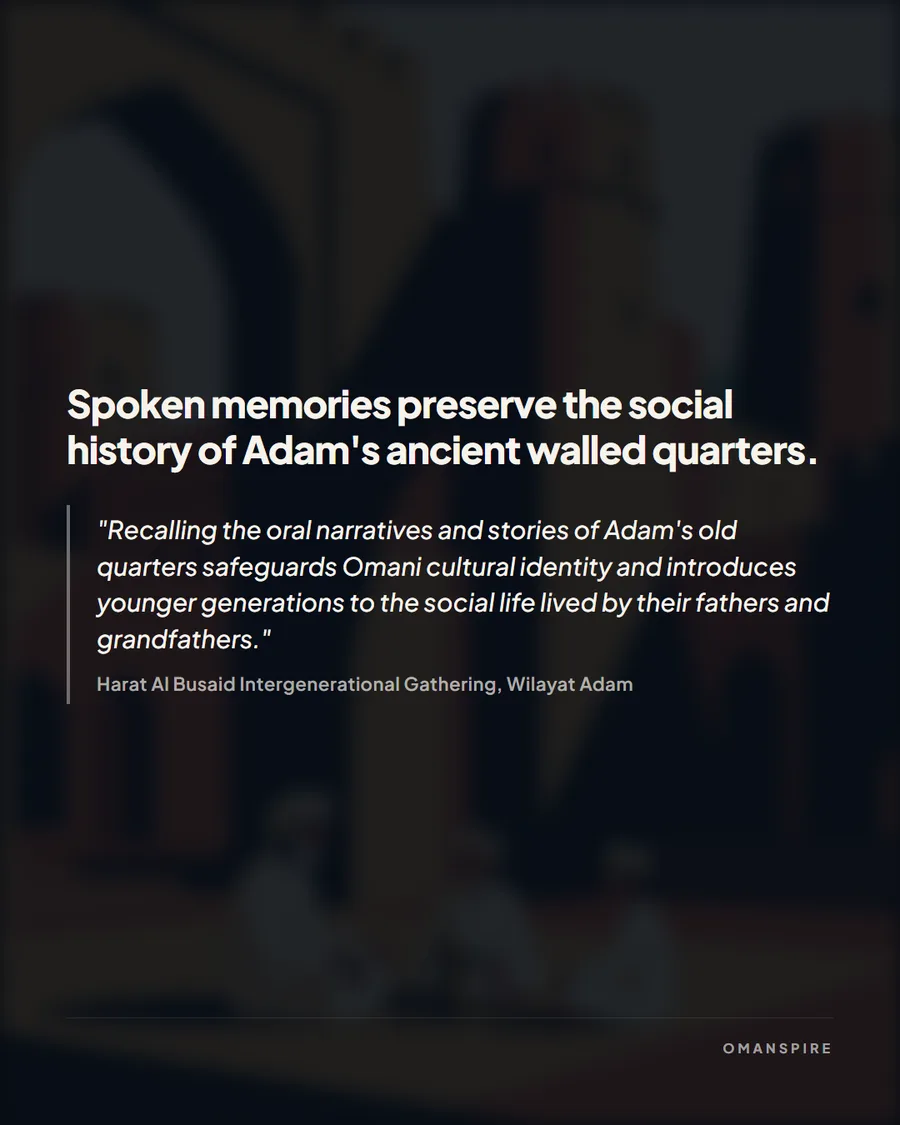 Spoken memories preserve the social
history of Adam's ancient walled quarters.
"Recalling the oral narratives and stories of Adam's old
quarters safeguards Omani cultural identity and introduces
younger generations to the social life lived by their fathers and
grandfathers."
Harat Al Busaid Intergenerational Gathering, Wilayat Adam
OMANSPIRE